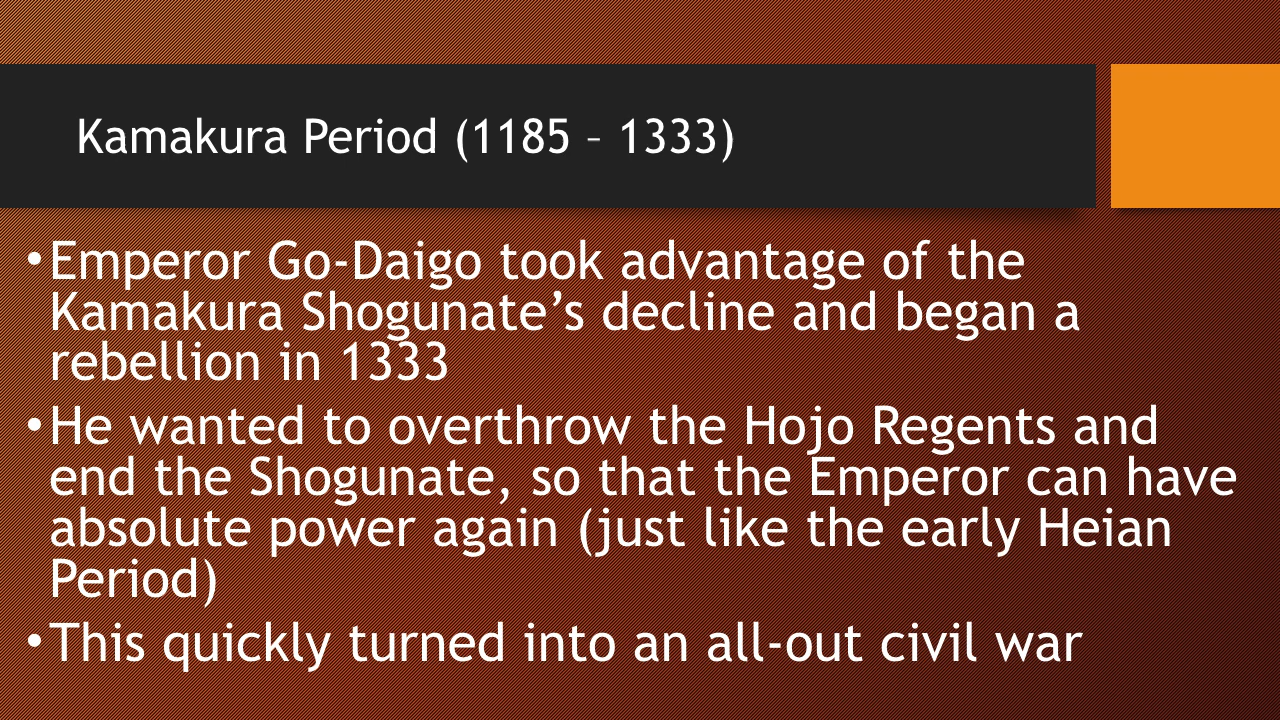 Kamakura Period (1185 – 1333)
•Emperor Go-Daigo took advantage of the
Kamakura Shogunate’s decline and began a
rebellion in 1333
•He wanted to overthrow the Hojo Regents and
end the Shogunate, so that the Emperor can have
absolute power again (just like the early Heian
Period)
•This quickly turned into an all-out civil war